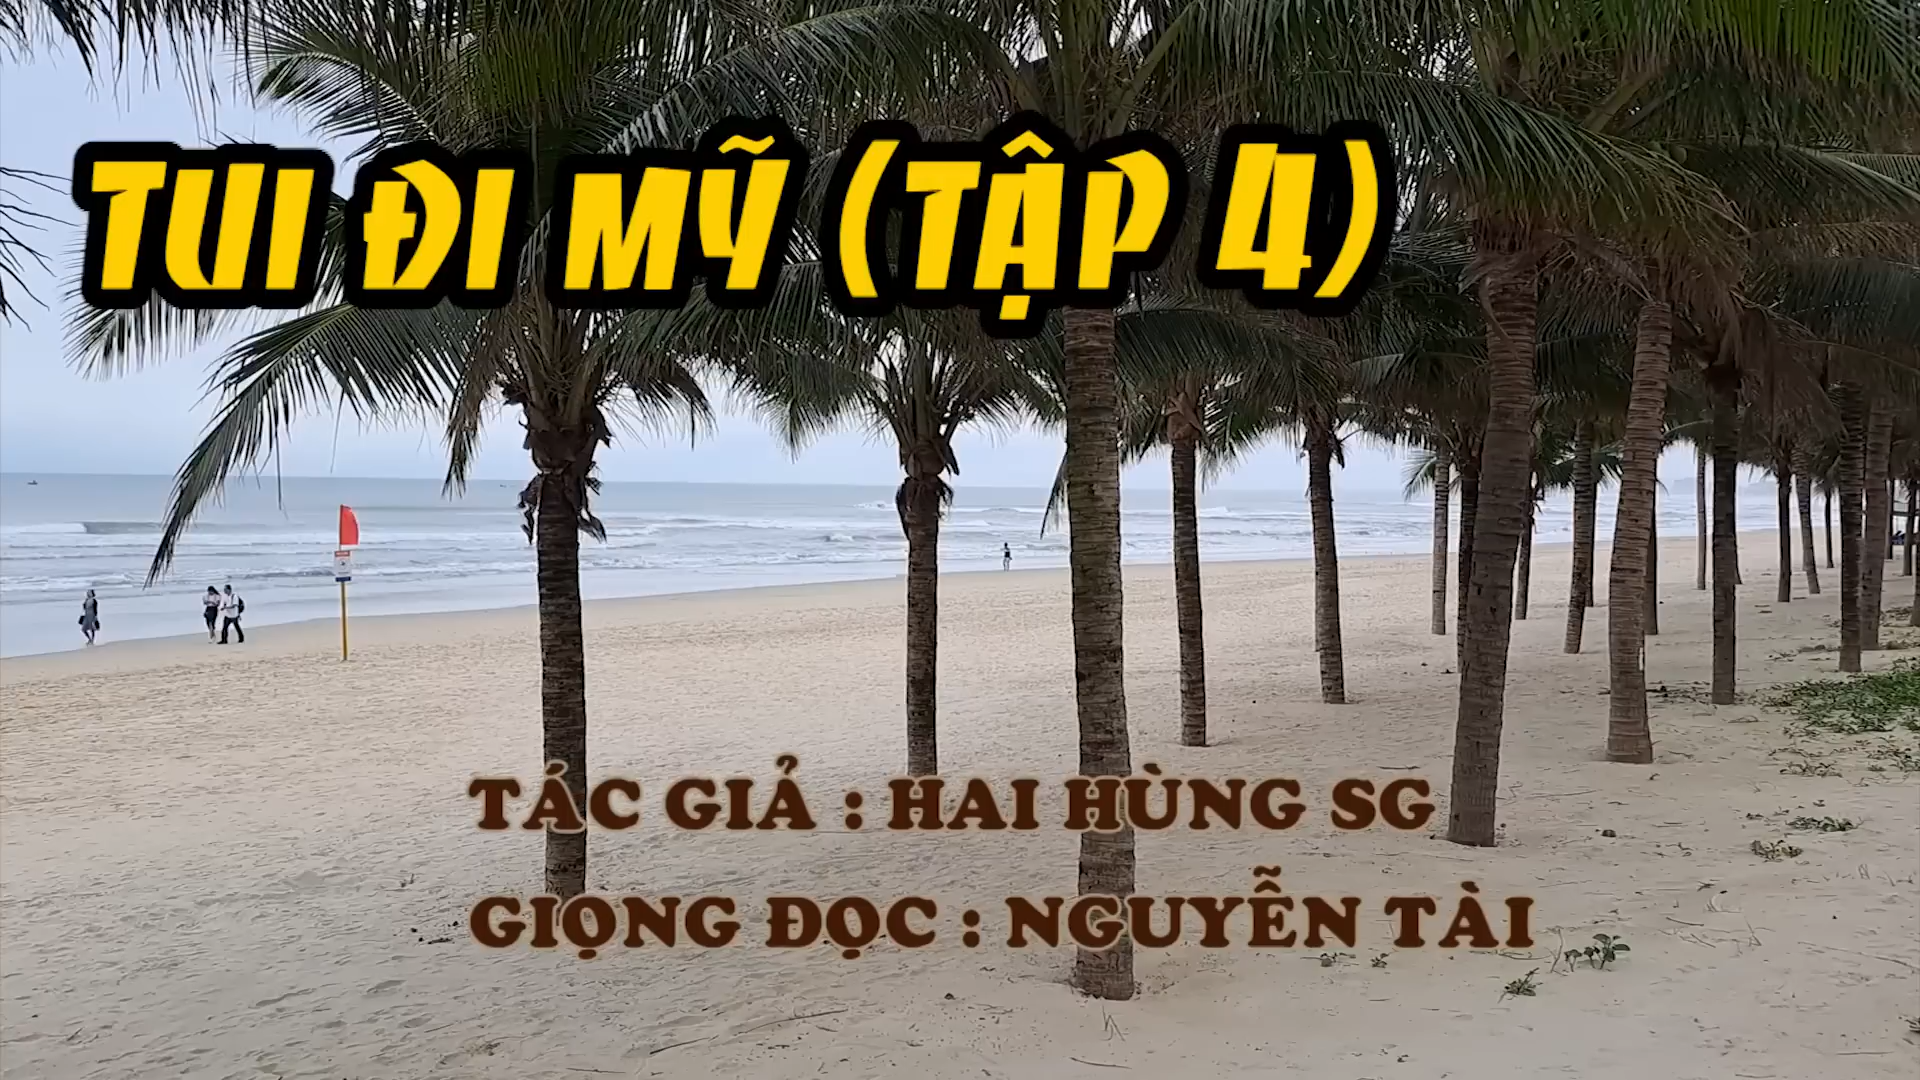 TUI ĐI MỸ (TẬP 4)
TÁC GIẢ : HAI HÙNG SG
GIỌNG ĐỌC : NGUYỄN TÀI